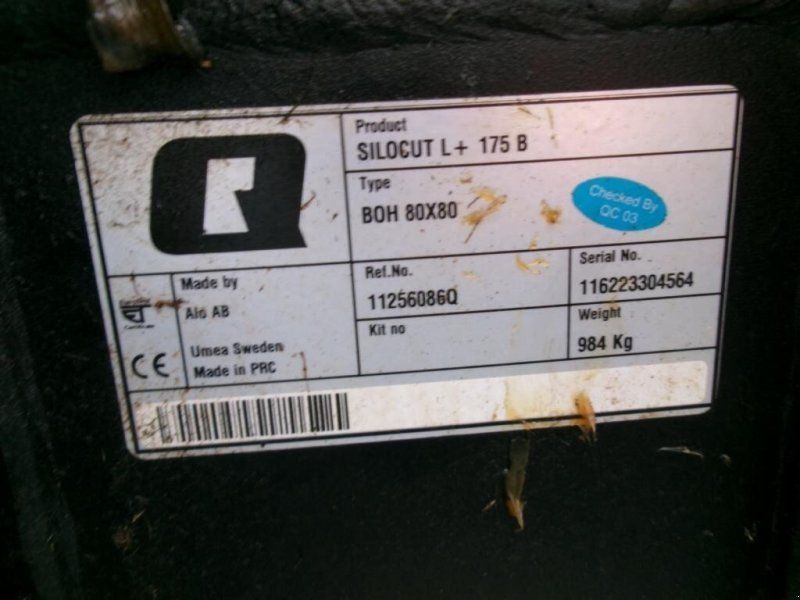 Product
SILOCUT L+ 175 B
Type
BOH 80X80
Checked By
QC 03
Made by
Alo AB
Umea Sweden
Made in PRC
CE
Ref.No.
11256086Q
Serial No.
116223304564
Kit no
Weight
984 Kg